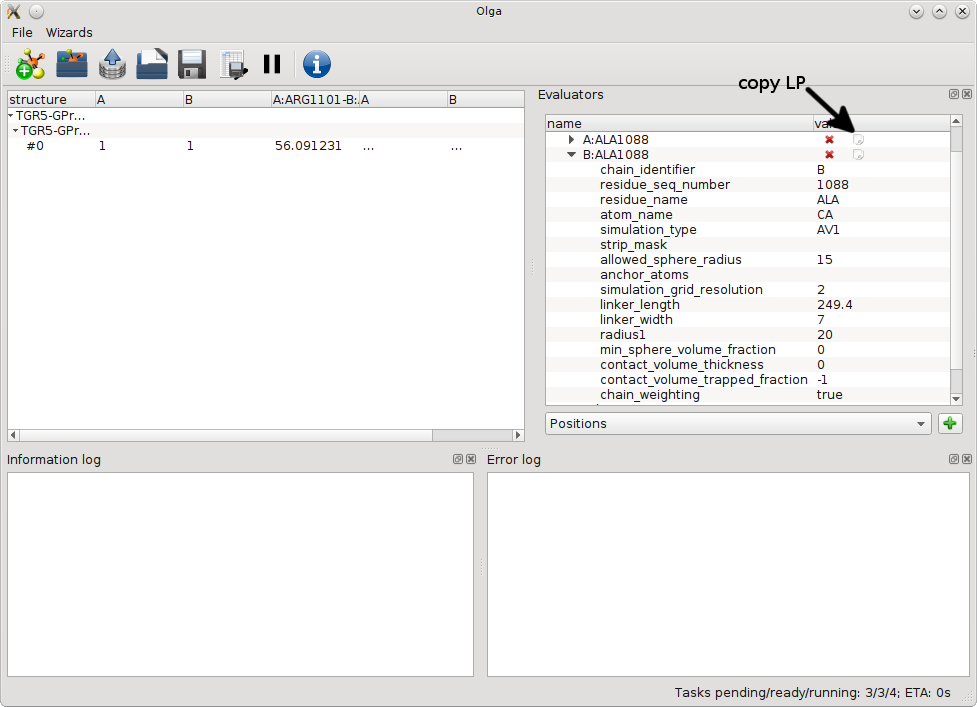 Olga
File Wizards
copy LP
structure A B A:ARG1101-B:. A B
TGR5-GPr...
TGR5-GPr...
#0 1 1 56.091231 ... ...
Evaluators
name
A:ALA1088
B:ALA1088
chain_identifier B
residue_seq_number 1088
residue_name ALA
atom_name CA
simulation_type AV1
strip_mask
allowed_sphere_radius 15
anchor_atoms
simulation_grid_resolution 2
linker_length 249.4
linker_width 7
radius1 20
min_sphere_volume_fraction 0
contact_volume_thickness 0
contact_volume_trapped_fraction -1
chain_weighting true
Positions
Information log
Error log
Tasks pending/ready/running: 3/3/4; ETA: 0s